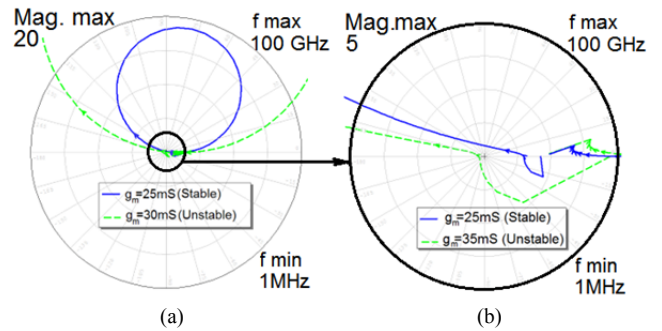 Mag. max
20
f max
100 GHz
gm=25mS (Stable)
gm=30mS (Unstable)
f min
1MHz
(a)
Mag.max
5
f max
100 GHz
gm=25mS (Stable)
gm=35mS (Unstable)
f min
1MHz
(b)